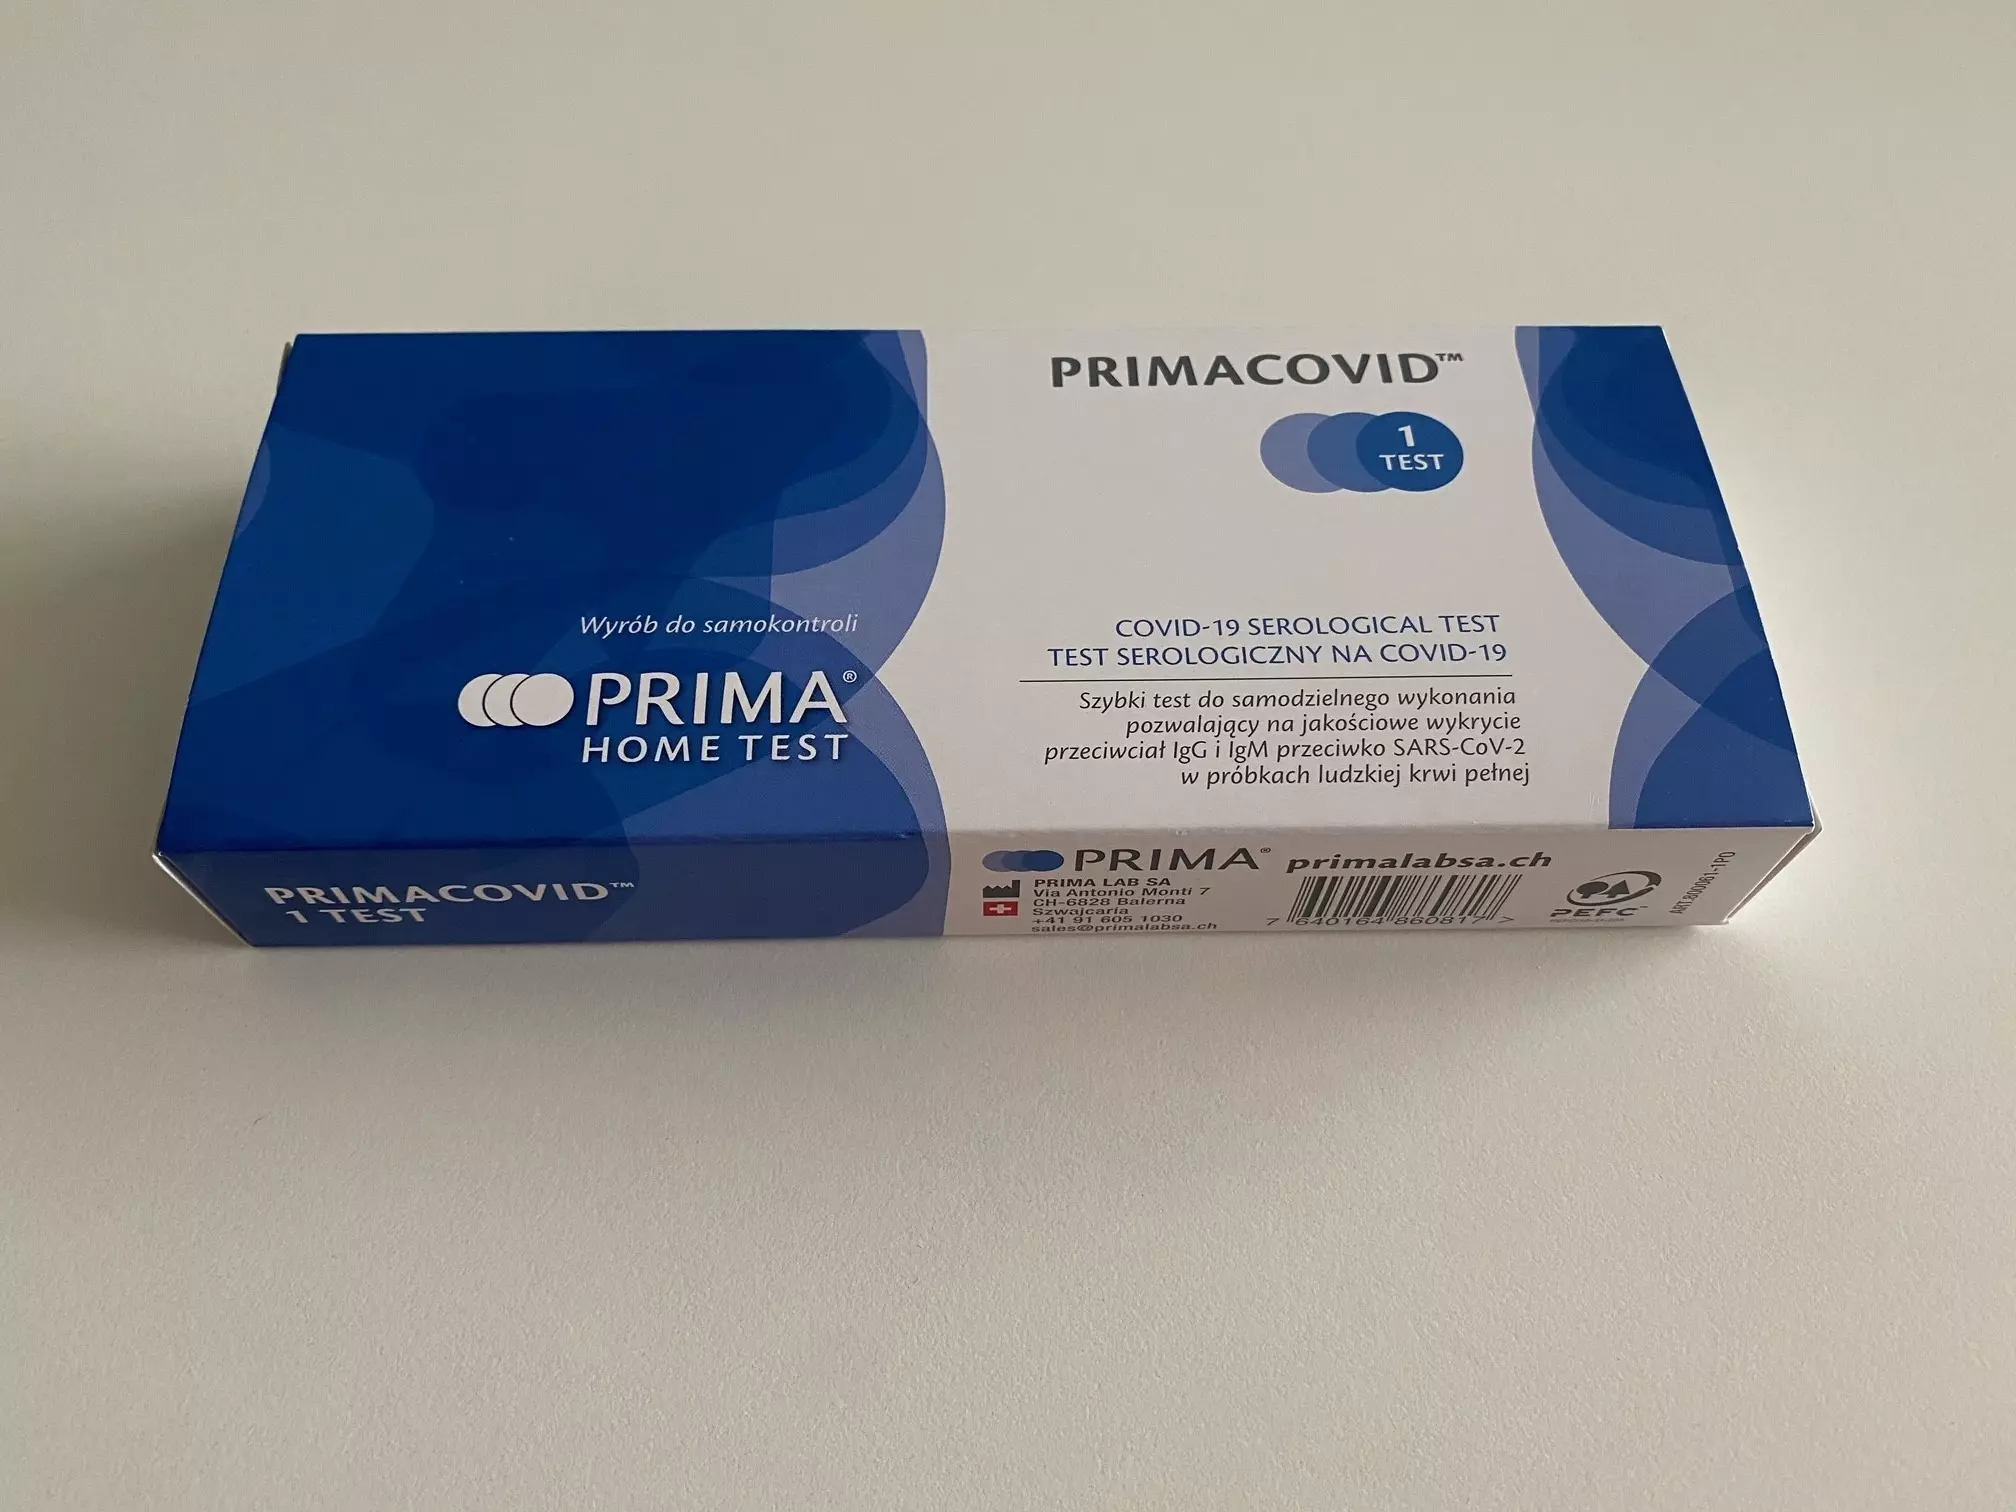 PRIMACOVID™
1
TEST
Wyrób do samokontroli
PRIMA®
HOME TEST
COVID-19 SEROLOGICAL TEST
TEST SEROLOGICZNY NA COVID-19
Szybki test do samodzielnego wykonania
pozwalający na jakościowe wykrycie
przeciwciał IgG i IgM przeciwko SARS-CoV-2
w próbkach ludzkiej krwi pełnej
PRIMACOVID™
1 TEST
PRIMA® primalabsa.ch
PRIMA LAB SA
Via Antonio Monti 7
CH-6828 Balerna
Szwajcaria
+41 91 605 1030
sales@primalabsa.ch
7 640164 860817 >
PEFC
ART.800061-1PO